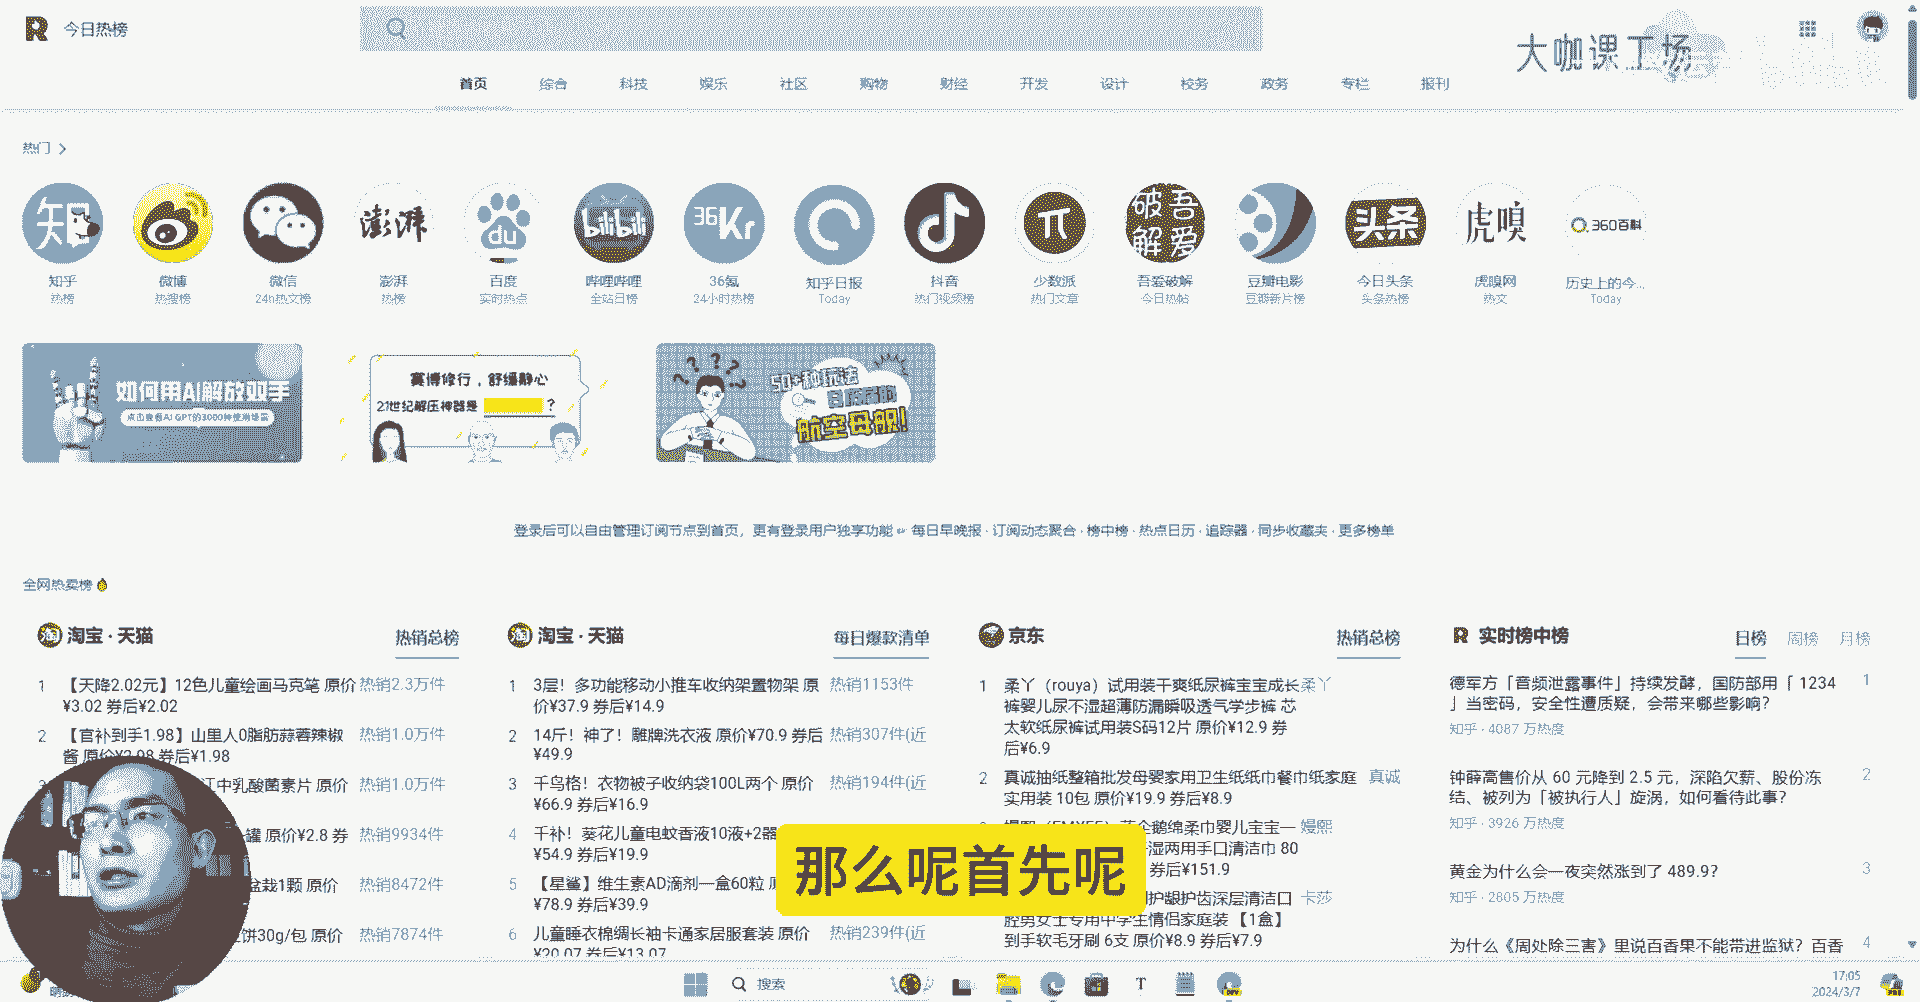 R 今日热榜
大咖课工场
首页 综合 科技 娱乐 社区 购物 财经 开发 设计 校务 政务 专栏 报刊
热门
知 du bilibili 36Kr π 吾爱破解 头条 虎嗅 360百科
澎湃
知乎 微博 微信 澎湃 百度 哔哩哔哩 36氪 知乎日报 抖音 少数派 吾爱破解 豆瓣电影 今日头条 虎嗅网 历史上的今...
热榜 热搜榜 24h热文榜 热榜 实时热点 全站日榜 24小时热榜 Today 热门视频榜 热门文章 今日热帖 豆瓣新片榜 头条热榜 热文 Today
如何用AI解放双手
点击查看AI GPT的3000种使用场景
赛博修行，舒缓静心
21世纪解压神器是 ？
50+种玩法
航空母舰！
登录后可以自由管理订阅节点到首页，更有登录用户独享功能 每日早晚报 · 订阅动态聚合 · 榜中榜 · 热点日历 · 追踪器 · 同步收藏夹 · 更多榜单
全网热卖榜
淘宝 · 天猫 热销总榜
1 【天降2.02元】12色儿童绘画马克笔 原价 热销2.3万件
¥3.02 券后¥2.02
2 【官补到手1.98】山里人0脂肪蒜蓉辣椒 热销1.0万件
酱 原价¥3.98 券后¥1.98
江中乳酸菌素片 原价 热销1.0万件
罐 原价¥2.8 券 热销9934件
盆栽1颗 原价 热销8472件
饼30g/包 原价 热销7874件
淘宝 · 天猫 每日爆款清单
1 3层！多功能移动小推车收纳架置物架 原 热销1153件
价¥37.9 券后¥14.9
2 14斤！神了！雕牌洗衣液 原价¥70.9 券后 热销307件(近
¥49.9
3 千鸟格！衣物被子收纳袋100L两个 原价 热销194件(近
¥66.9 券后¥16.9
4 千补！葵花儿童电蚊香液10液+2器
¥54.9 券后¥19.9
5 【星鲨】维生素AD滴剂一盒60粒
¥78.9 券后¥39.9
6 儿童睡衣棉绸长袖卡通家居服套装 原价 热销239件(近
¥20.07 券后¥13.07
京东 热销总榜
1 柔丫（rouya）试用装干爽纸尿裤宝宝成长 柔丫
裤婴儿尿不湿超薄防漏瞬吸透气学步裤 芯
太软纸尿裤试用装S码12片 原价¥12.9 券
后¥6.9
2 真诚抽纸整箱批发母婴家用卫生纸纸巾餐巾纸家庭 真诚
实用装 10包 原价¥19.9 券后¥8.9
企鹅绵柔巾婴儿宝宝一 嫚熙
湿两用手口清洁巾 80
券后¥151.9
护龈护齿深层清洁口 卡莎
腔男女士专用中学生情侣家庭装 【1盒】
到手软毛牙刷 6支 原价¥8.9 券后¥7.9
R 实时榜中榜 日榜 周榜 月榜
德军方「音频泄露事件」持续发酵，国防部用「 1234 1
」当密码，安全性遭质疑，会带来哪些影响？
知乎 · 4087 万热度
钟薛高售价从 60 元降到 2.5 元，深陷欠薪、股份冻 2
结、被列为「被执行人」旋涡，如何看待此事？
知乎 · 3926 万热度
黄金为什么会一夜突然涨到了 489.9？ 3
知乎 · 2805 万热度
为什么《周处除三害》里说百香果不能带进监狱？百香 4
那么呢首先呢
搜索
17:05
2024/3/7